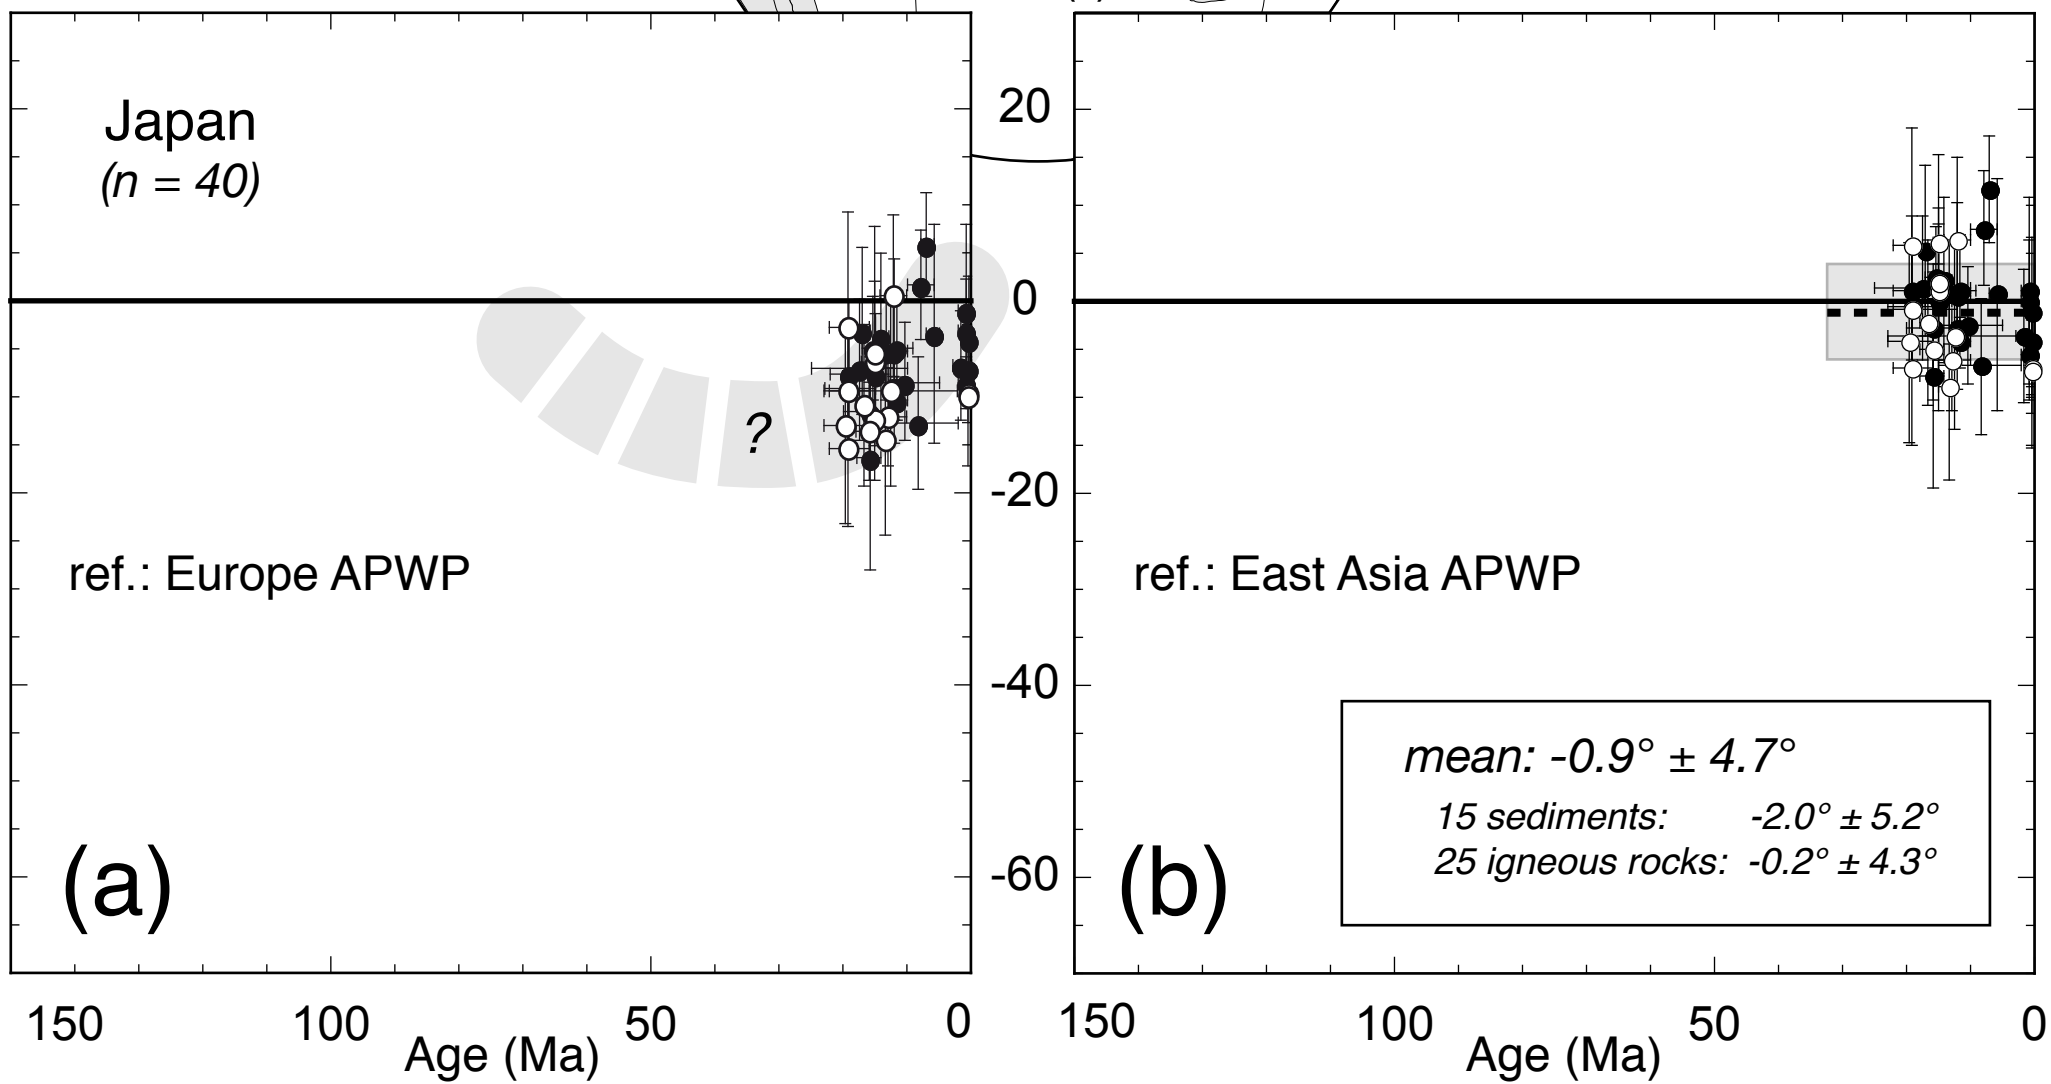 Japan
(n = 40)
?
ref.: Europe APWP
(a)
150
100
50
0
Age (Ma)
20
0
-20
-40
-60
ref.: East Asia APWP
mean: -0.9° ± 4.7°
15 sediments: -2.0° ± 5.2°
25 igneous rocks: -0.2° ± 4.3°
(b)
150
100
50
0
Age (Ma)